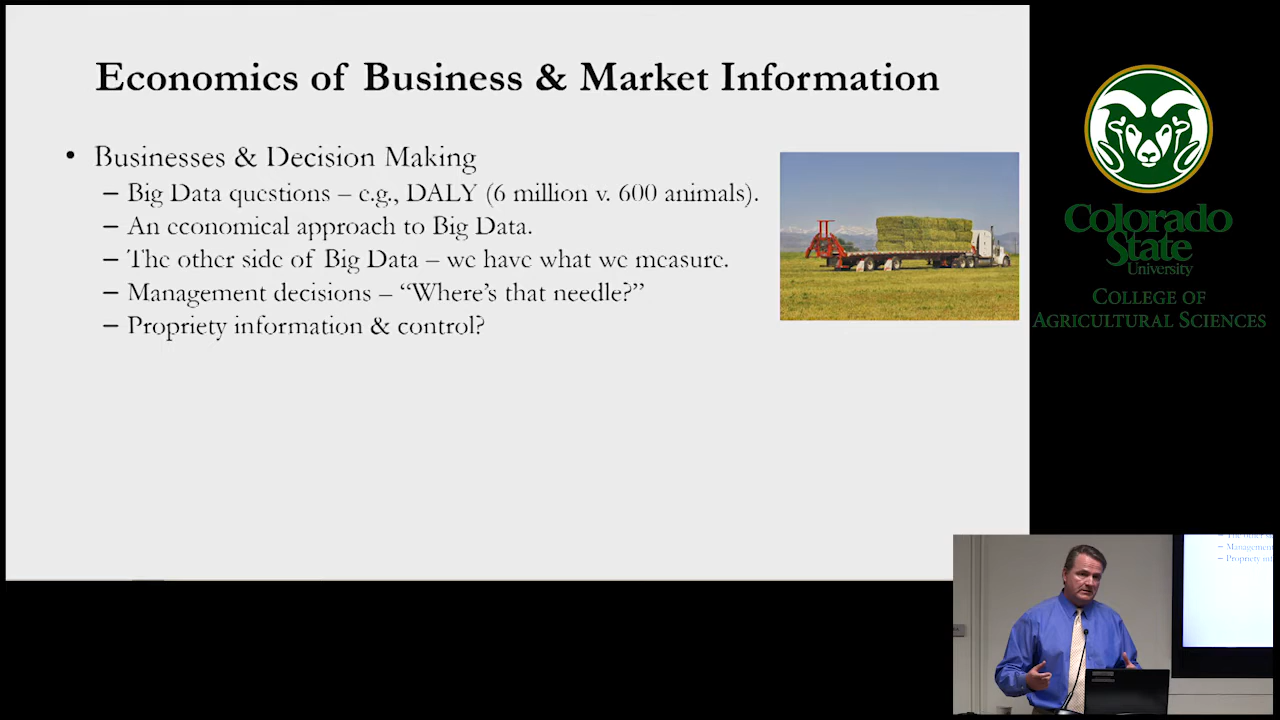 Economics of Business & Market Information
• Businesses & Decision Making
– Big Data questions – e.g., DALY (6 million v. 600 animals).
– An economical approach to Big Data.
– The other side of Big Data – we have what we measure.
– Management decisions – “Where’s that needle?”
– Propriety information & control?
Colorado
State
University
COLLEGE OF
AGRICULTURAL SCIENCES
– Management